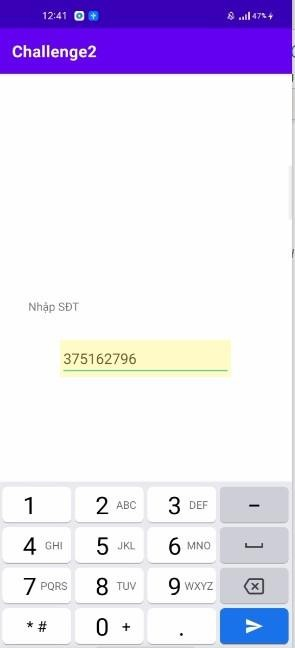 12:41
47%
Challenge2
Nhập SĐT
375162796
1
2 ABC
3 DEF
–
4 GHI
5 JKL
6 MNO
7 PQRS
8 TUV
9 WXYZ
* #
0 +
.